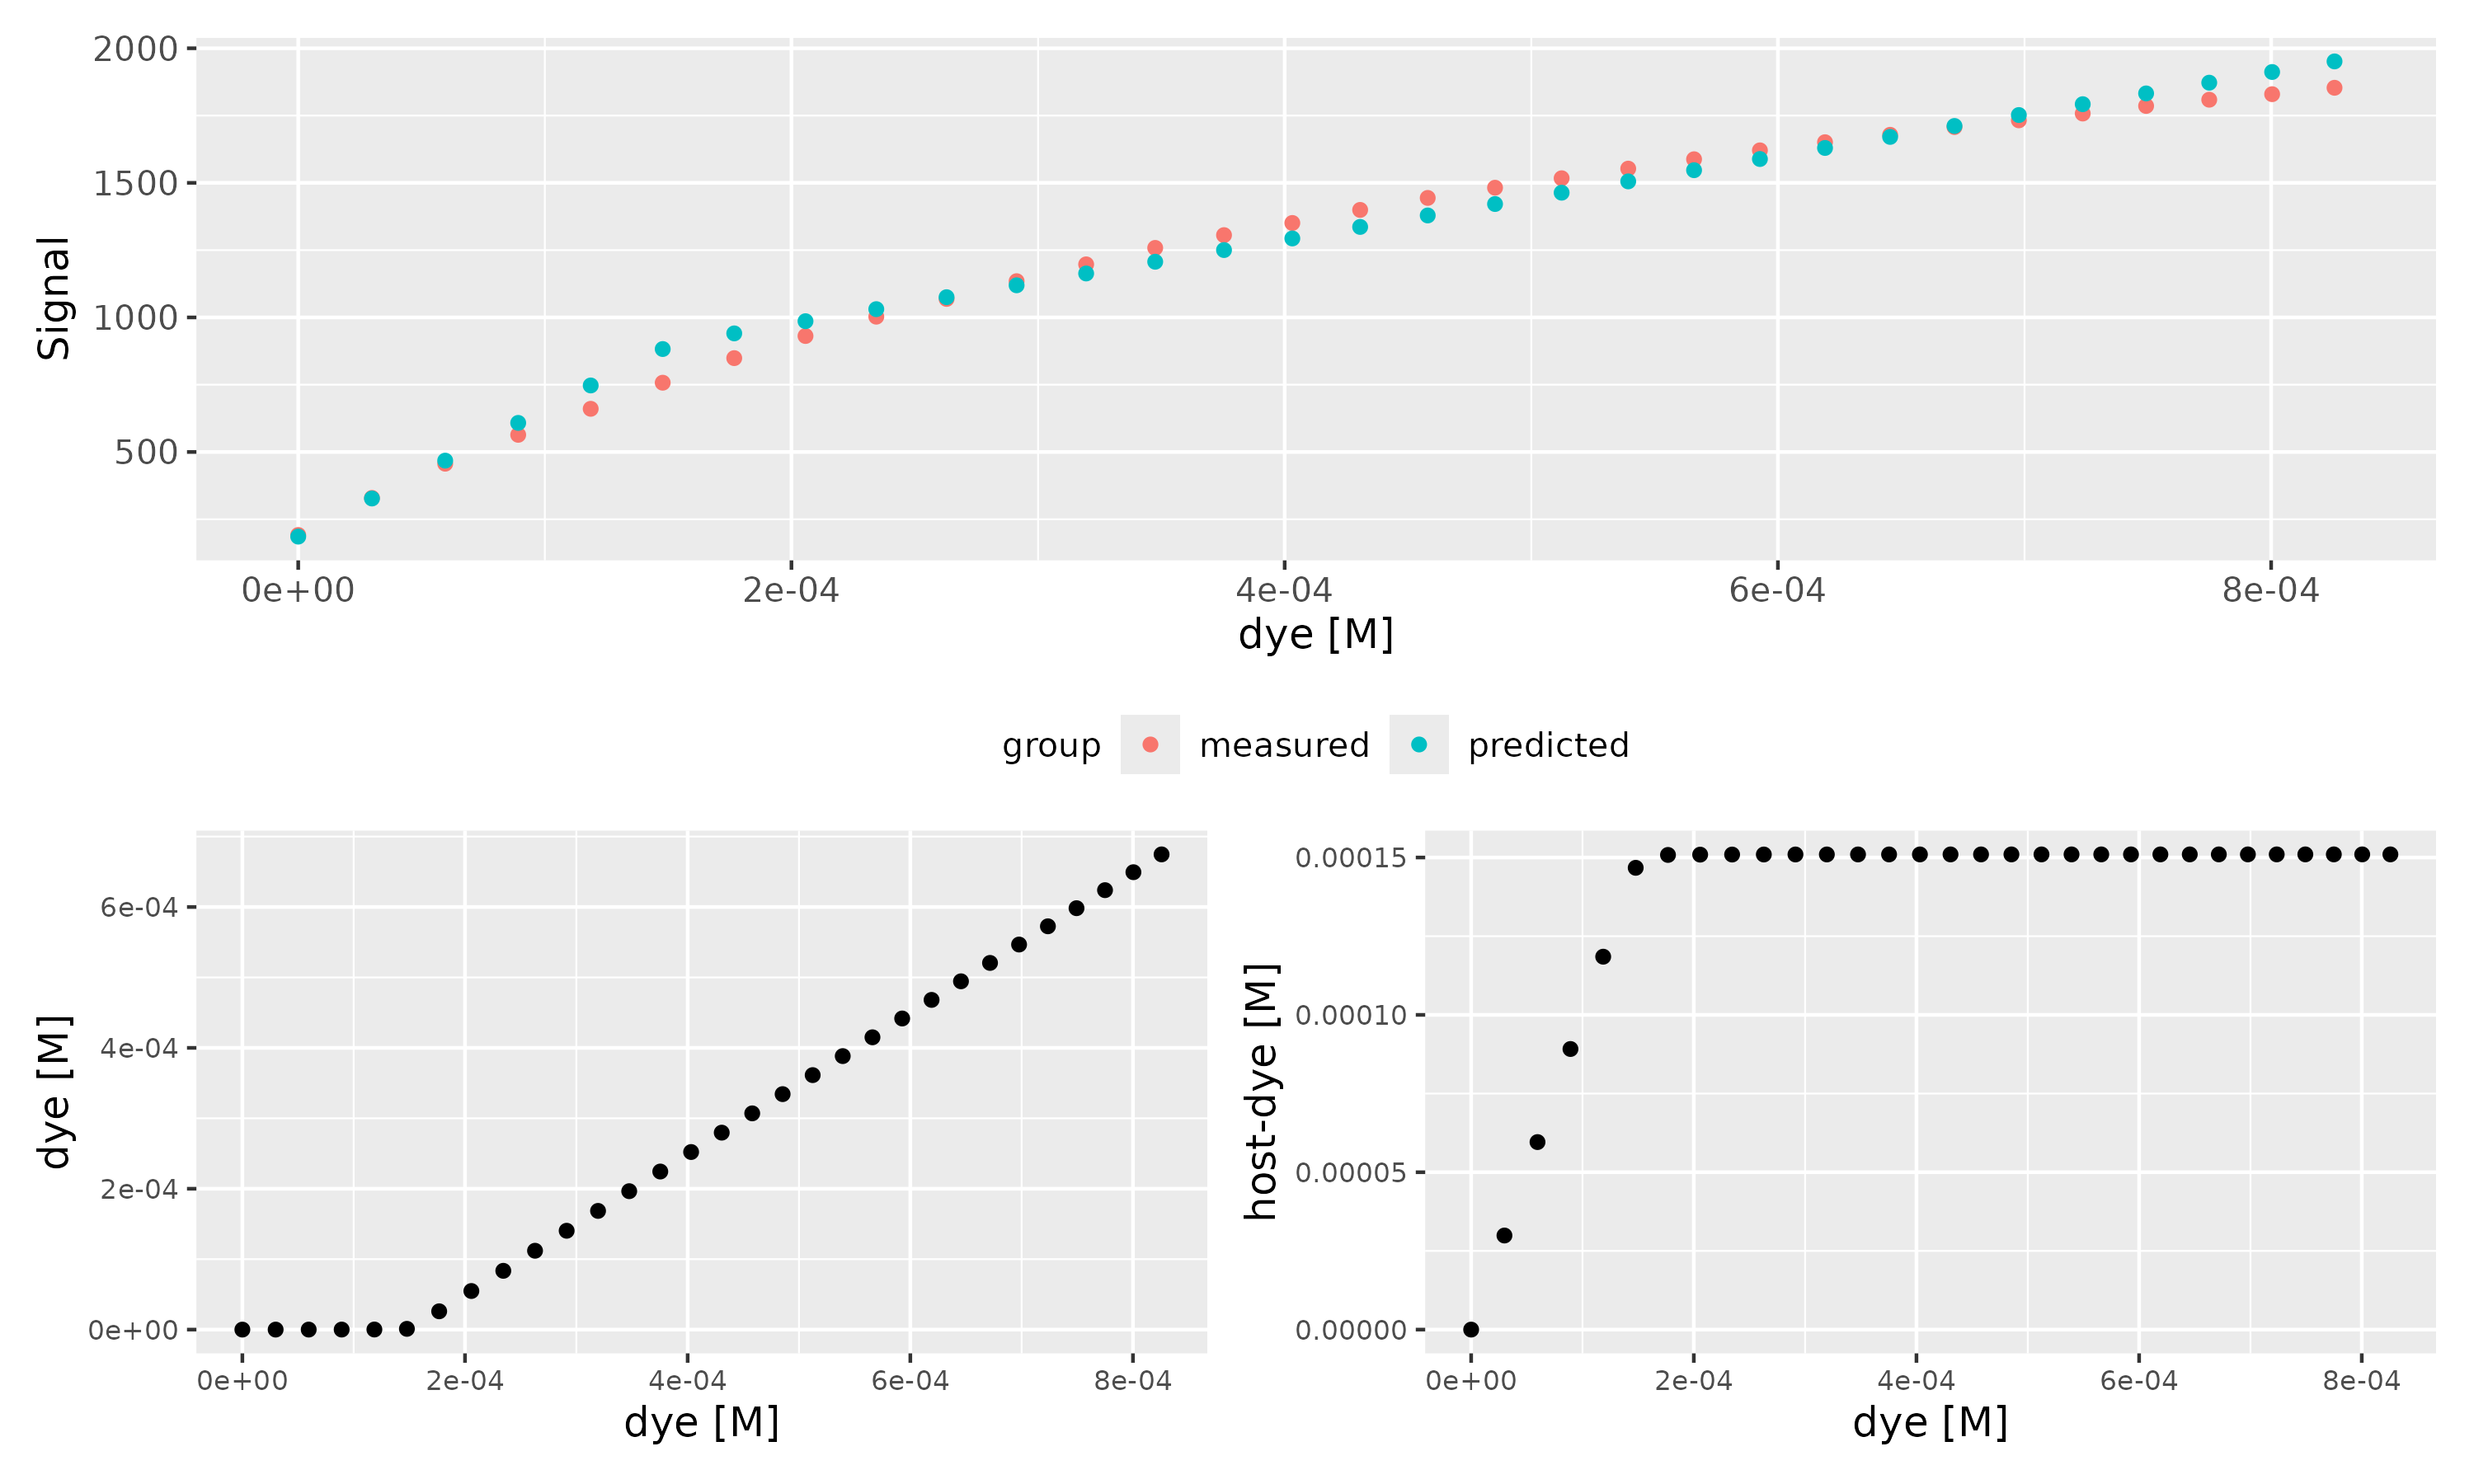 2000
1500
1000
500
Signal
0e+00 2e-04 4e-04 6e-04 8e-04
dye [M]
group measured predicted
6e-04
4e-04
2e-04
0e+00
dye [M]
0e+00 2e-04 4e-04 6e-04 8e-04
dye [M]
0.00015
0.00010
0.00005
0.00000
host-dye [M]
0e+00 2e-04 4e-04 6e-04 8e-04
dye [M]